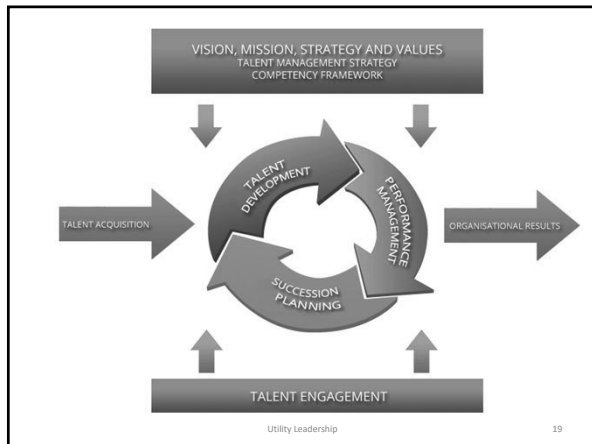 VISION, MISSION, STRATEGY AND VALUES
TALENT MANAGEMENT STRATEGY
COMPETENCY FRAMEWORK
TALENT
DEVELOPMENT
PERFORMANCE
MANAGEMENT
TALENT ACQUISITION
ORGANISATIONAL RESULTS
SUCCESSION
PLANNING
TALENT ENGAGEMENT
Utility Leadership
19